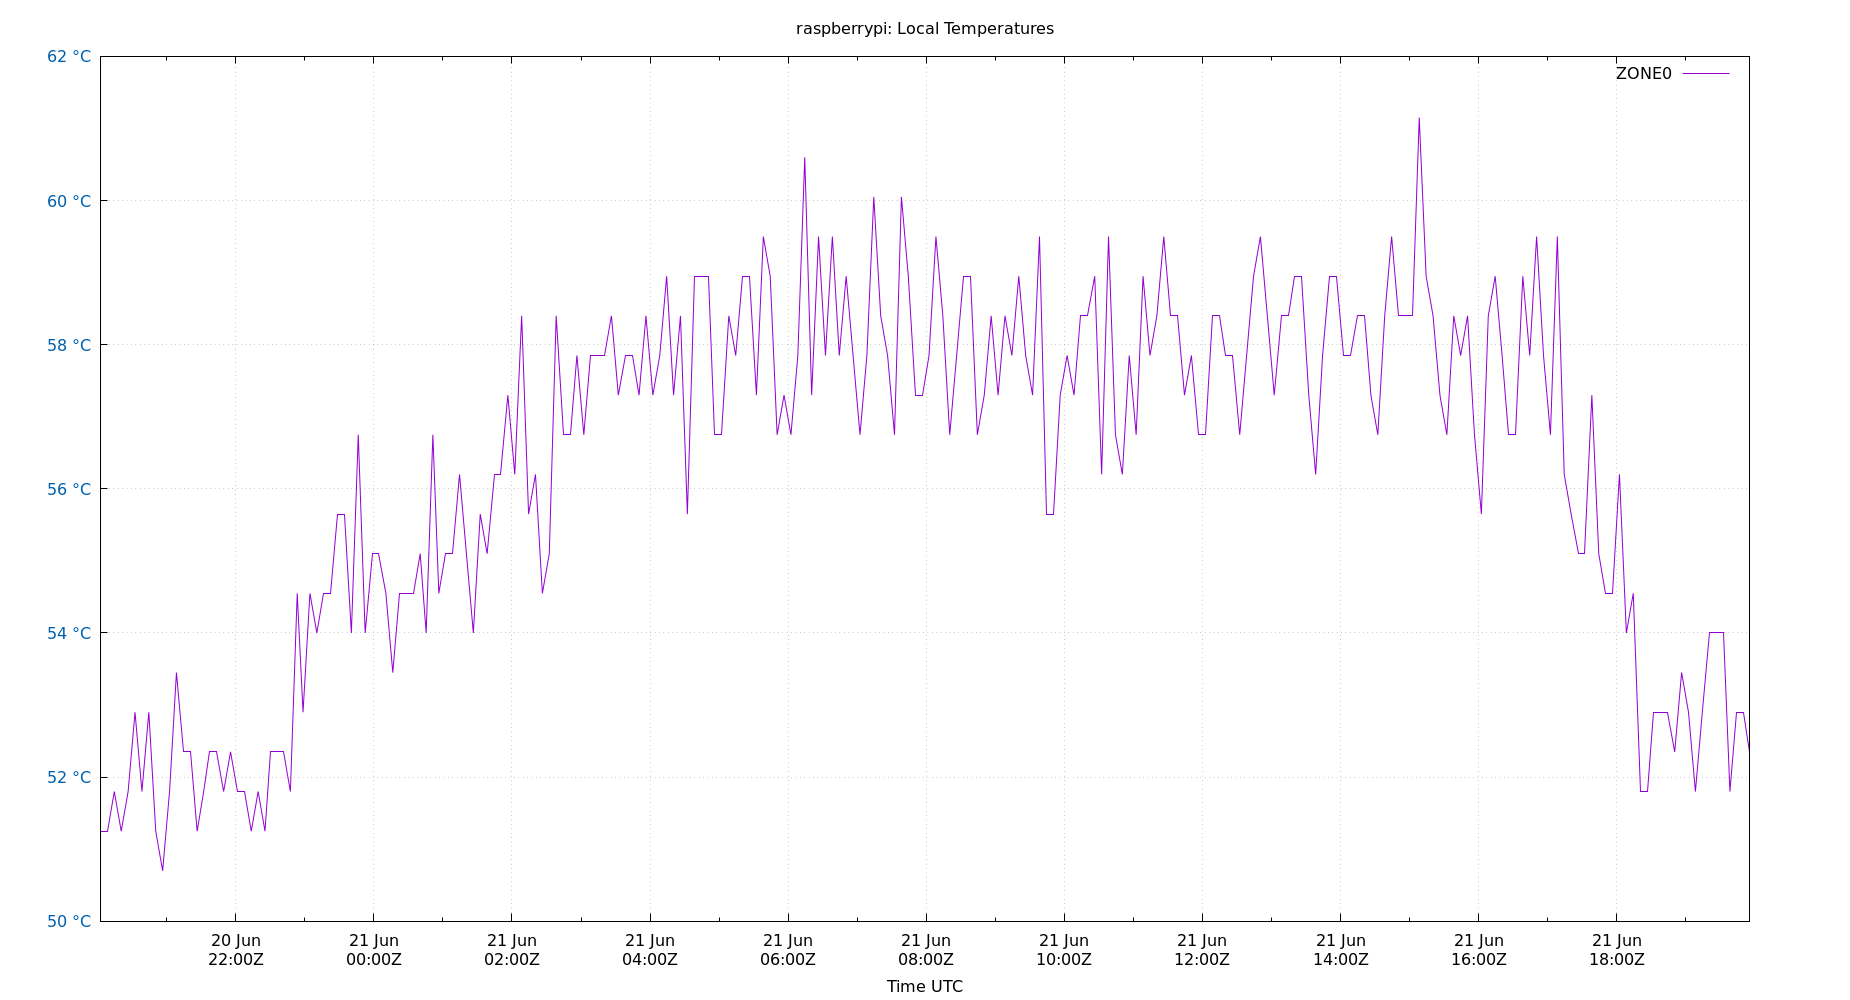 raspberrypi: Local Temperatures
62 °C
ZONE0
60 °C
58 °C
56 °C
54 °C
52 °C
50 °C
20 Jun 21 Jun 21 Jun 21 Jun 21 Jun 21 Jun 21 Jun 21 Jun 21 Jun 21 Jun 21 Jun
22:00Z 00:00Z 02:00Z 04:00Z 06:00Z 08:00Z 10:00Z 12:00Z 14:00Z 16:00Z 18:00Z
Time UTC